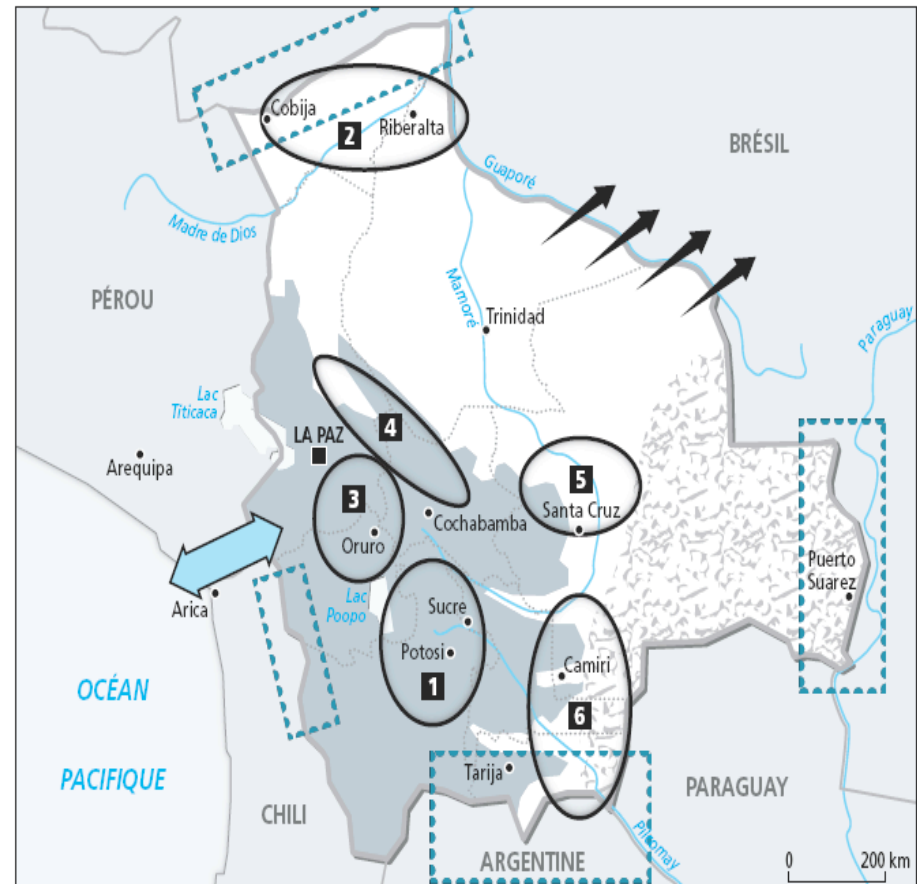 Cobija
2
Riberalta
BRÉSIL
Guaporé
Madre de Dios
PÉROU
Mamoré
Trinidad
Paraguay
Lac
Titicaca
4
LA PAZ
Arequipa
3
5
Santa Cruz
Cochabamba
Oruro
Puerto
Suarez
Arica
Lac
Poopo
Sucre
Potosi
Camiri
1
6
OCÉAN
PACIFIQUE
Tarija
PARAGUAY
CHILI
Pilcomay
ARGENTINE
0 200 km